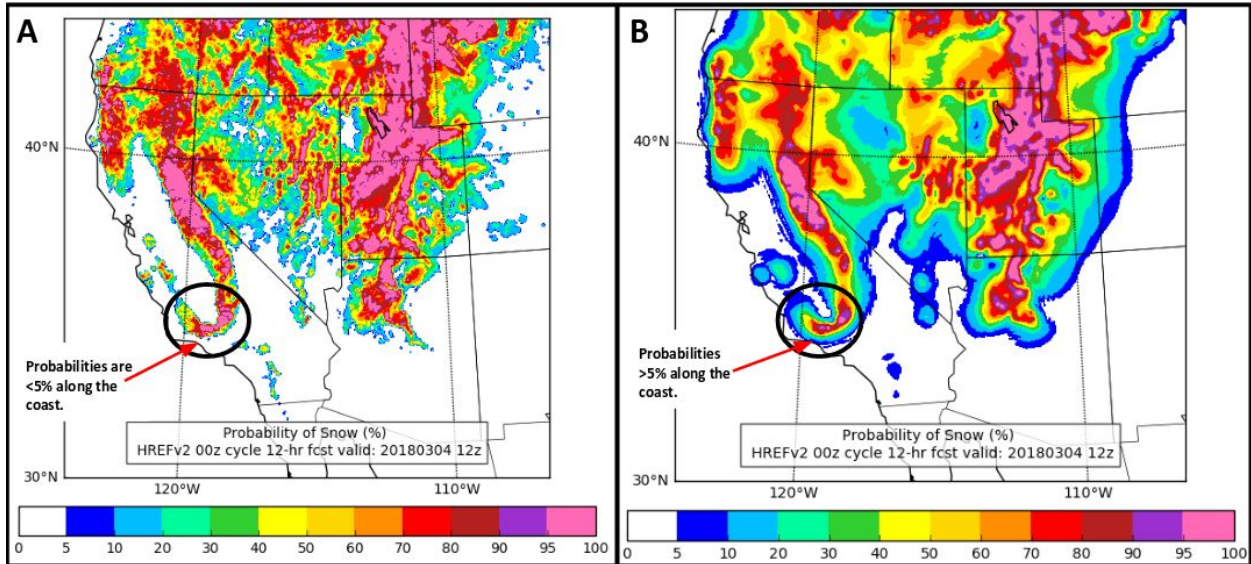 A
40°N
Probabilities are
<5% along the
coast.
Probability of Snow (%)
HREFv2 00z cycle 12-hr fcst valid: 20180304 12z
30°N
120°W
110°W
0 5 10 20 30 40 50 60 70 80 90 95 100
B
40°N
Probabilities
>5% along the
coast.
Probability of Snow (%)
HREFv2 00z cycle 12-hr fcst valid: 20180304 12z
30°N
120°W
110°W
0 5 10 20 30 40 50 60 70 80 90 95 100